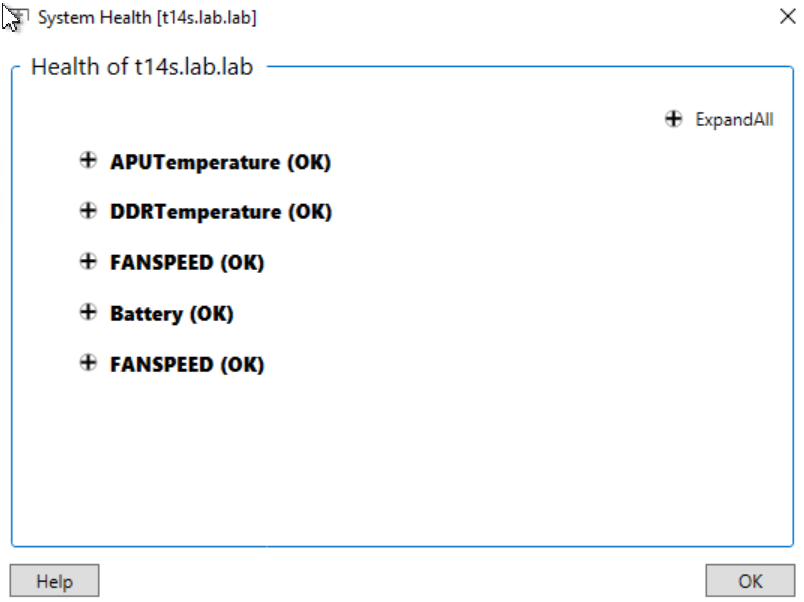 System Health [t14s.lab.lab]
Health of t14s.lab.lab
ExpandAll
APUTemperature (OK)
DDRTemperature (OK)
FANSPEED (OK)
Battery (OK)
FANSPEED (OK)
Help
OK